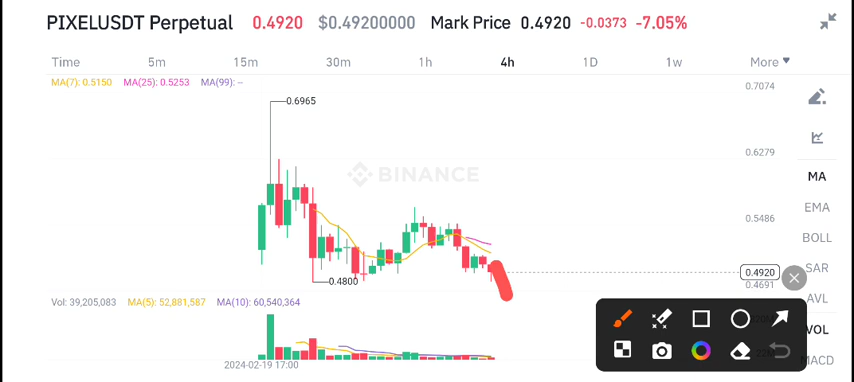 PIXELUSDT Perpetual 0.4920 $0.49200000 Mark Price 0.4920 -0.0373 -7.05%
Time 5m 15m 30m 1h 4h 1D 1w More
MA(7): 0.5150 MA(25): 0.5253 MA(99): --
0.7074
0.6965
0.6279
BINANCE
MA
EMA
0.5486
BOLL
0.4920
SAR
0.4800
0.4691
AVL
Vol: 39,205,083 MA(5): 52,881,587 MA(10): 60,540,364
VOL
MACD
2024-02-19 17:00